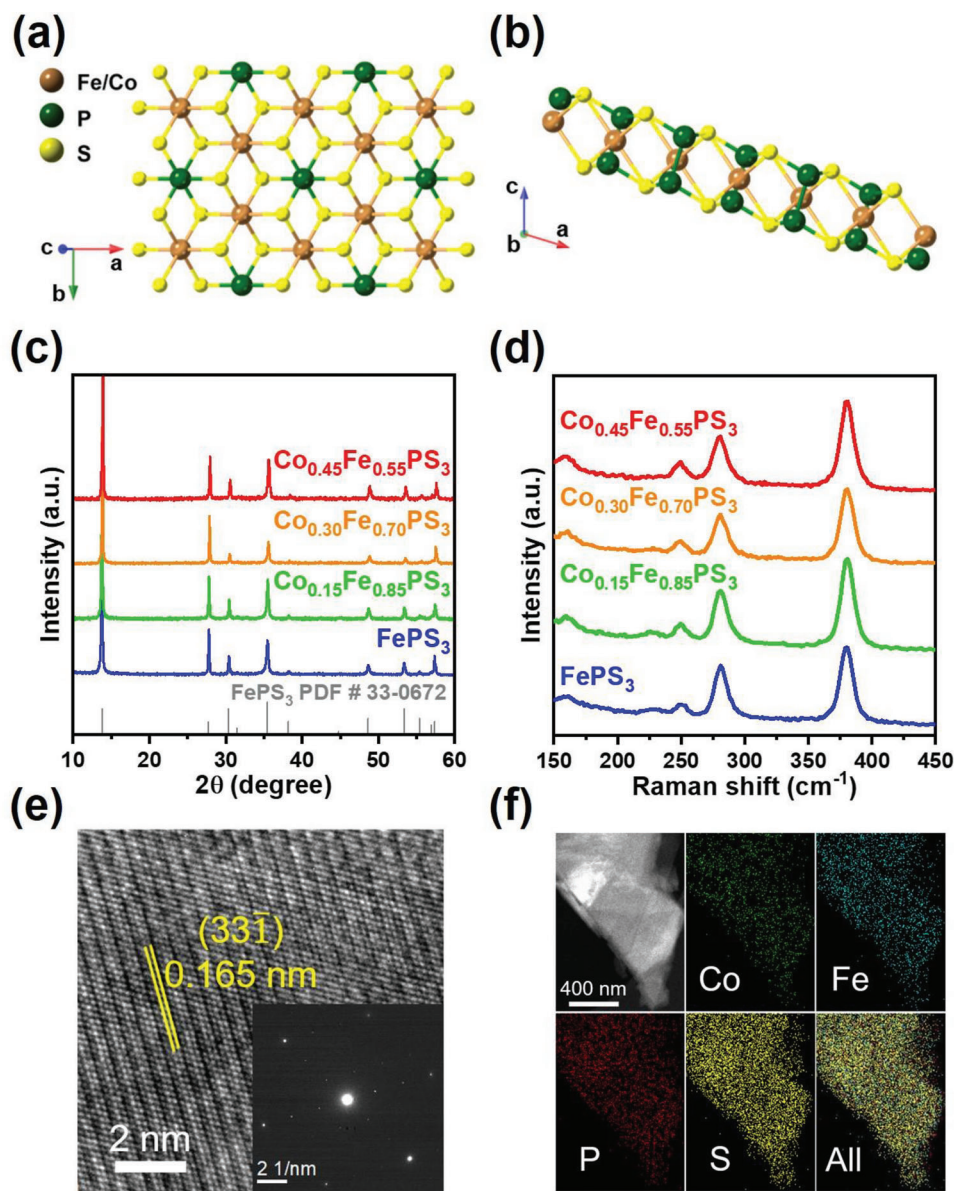 (a)
Fe/Co
P
S
c
a
b
(b)
c
b
a
(c)
Co0.45Fe0.55PS3
Co0.30Fe0.70PS3
Co0.15Fe0.85PS3
FePS3
FePS3 PDF # 33-0672
Intensity (a.u.)
10 20 30 40 50 60
2θ (degree)
(d)
Co0.45Fe0.55PS3
Co0.30Fe0.70PS3
Co0.15Fe0.85PS3
FePS3
Intensity (a.u.)
150 200 250 300 350 400 450
Raman shift (cm-1)
(e)
(331̄)
0.165 nm
2 nm
2 1/nm
(f)
400 nm
Co
Fe
P
S
All